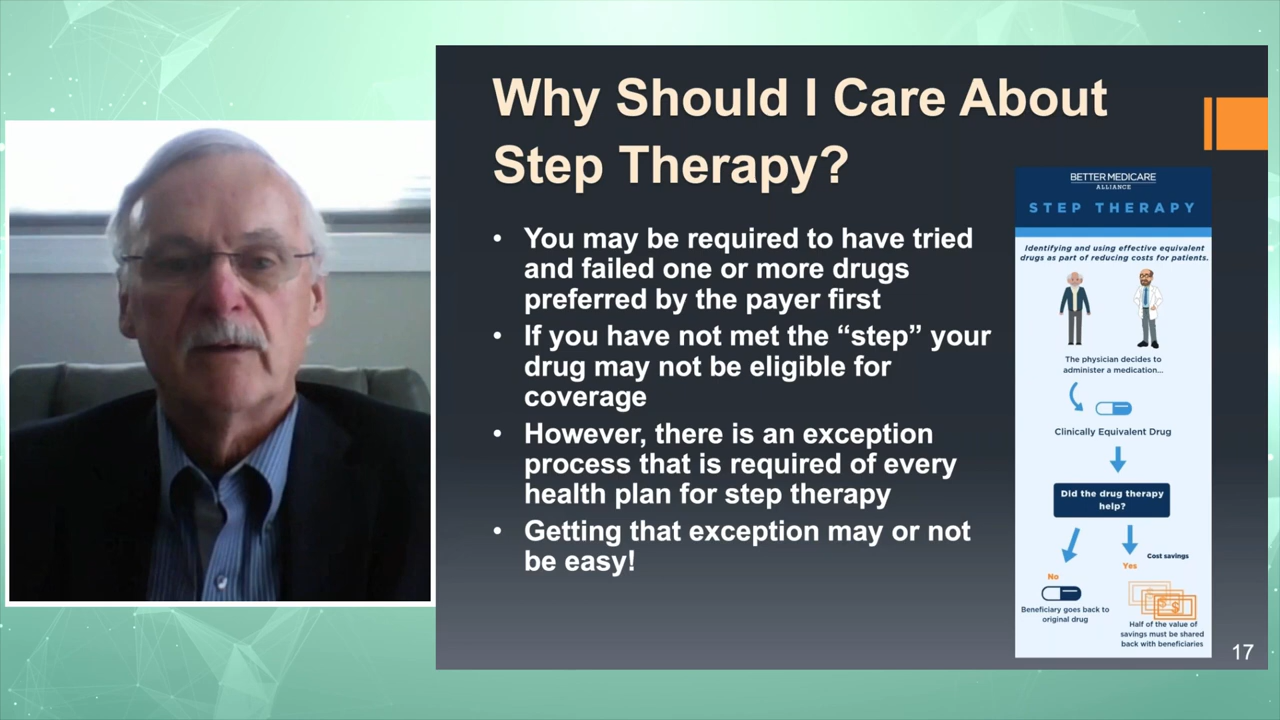 Why Should I Care About
Step Therapy?
• You may be required to have tried
and failed one or more drugs
preferred by the payer first
• If you have not met the “step” your
drug may not be eligible for
coverage
• However, there is an exception
process that is required of every
health plan for step therapy
• Getting that exception may or not
be easy!
BETTER MEDICARE
ALLIANCE
STEP THERAPY
Identifying and using effective equivalent
drugs as part of reducing costs for patients.
The physician decides to
administer a medication...
Clinically Equivalent Drug
Did the drug therapy
help?
Cost savings
Yes
No
Beneficiary goes back to
original drug
Half of the value of
savings must be shared
back with beneficiaries
17